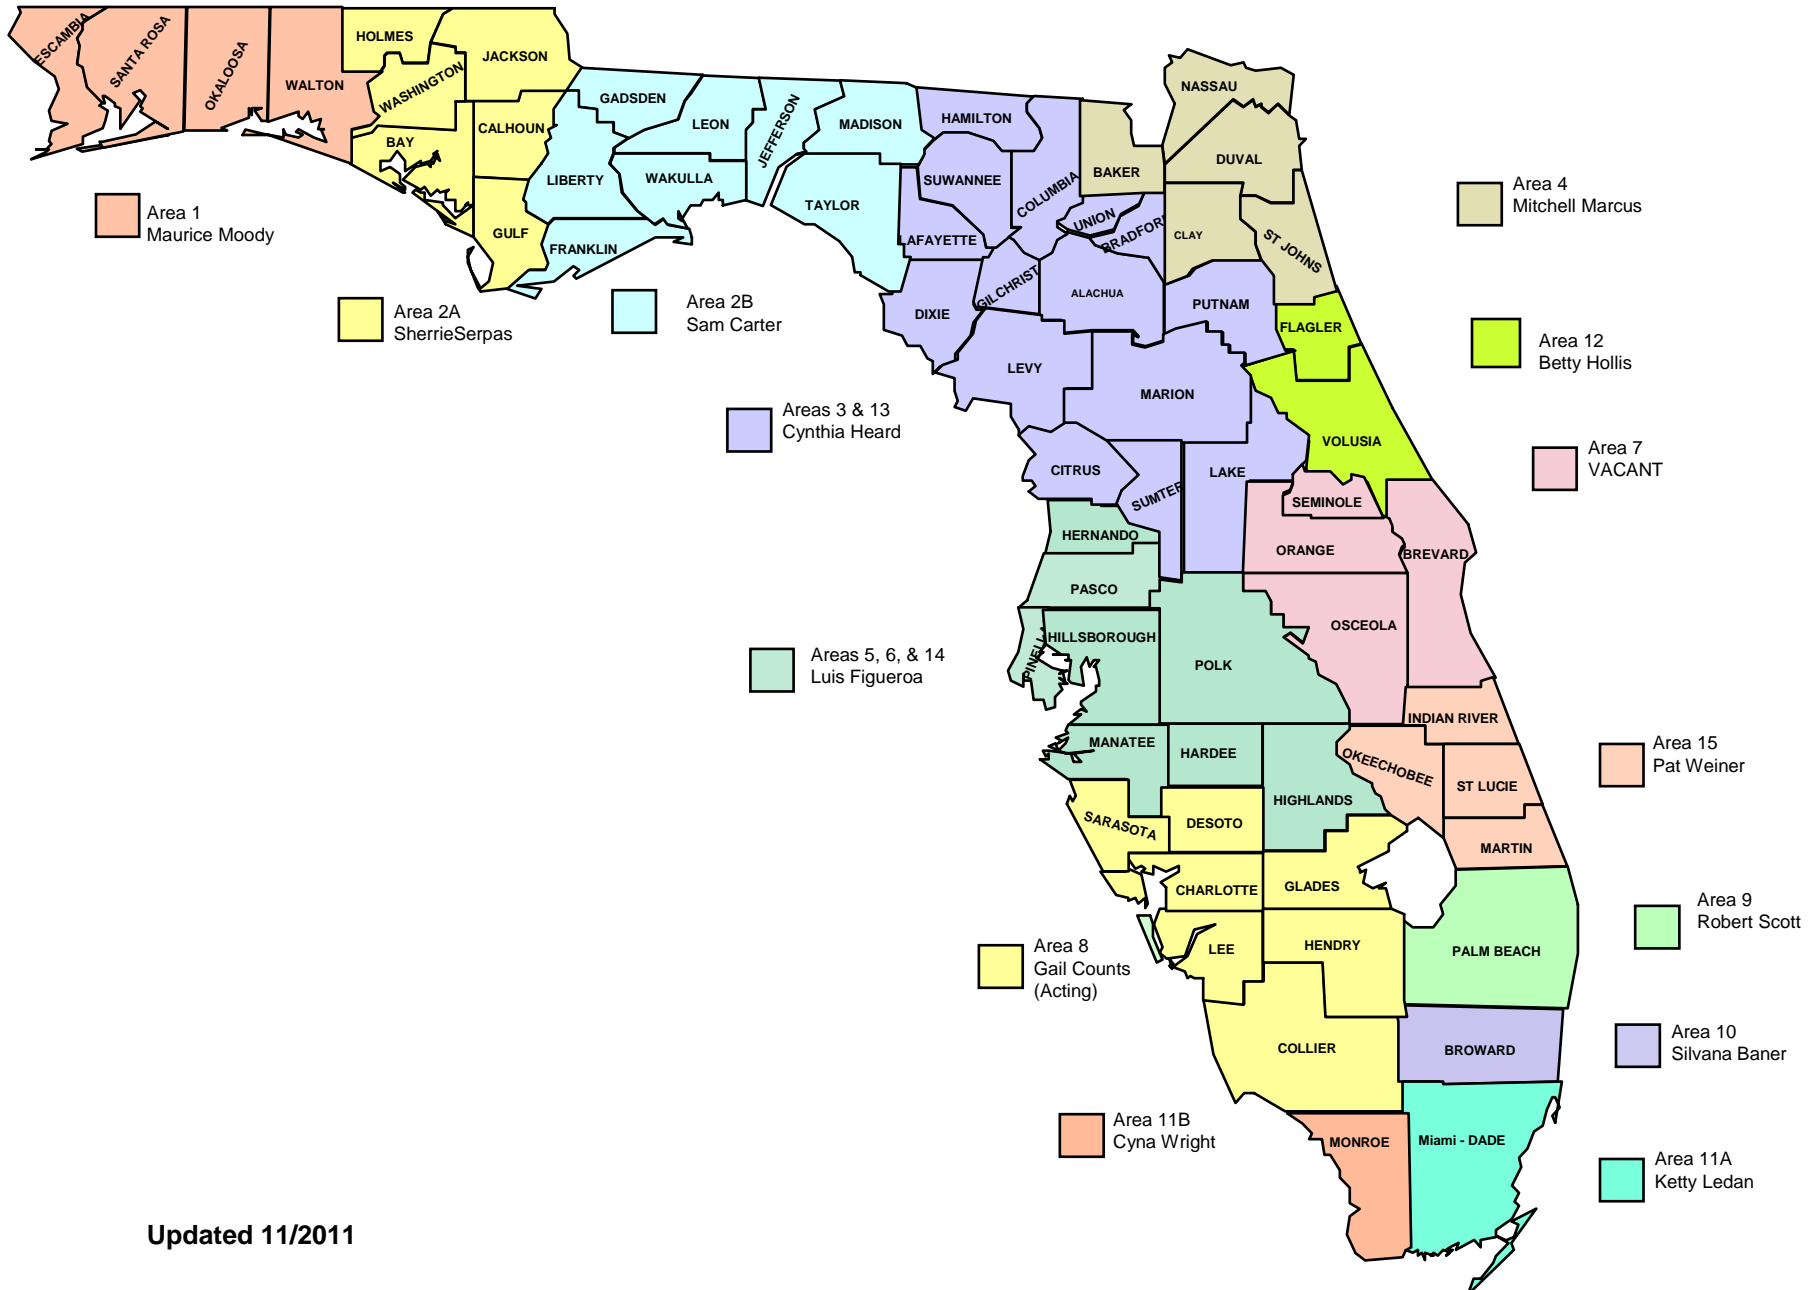 ESCAMBIA
SANTA ROSA
OKALOOSA
WALTON
HOLMES
JACKSON
WASHINGTON
BAY
CALHOUN
GULF
GADSDEN
LEON
JEFFERSON
MADISON
LIBERTY
WAKULLA
TAYLOR
FRANKLIN
HAMILTON
SUWANNEE
COLUMBIA
BAKER
NASSAU
DUVAL
UNION
BRADFORD
CLAY
ST JOHNS
LAFAYETTE
GILCHRIST
ALACHUA
PUTNAM
DIXIE
FLAGLER
LEVY
MARION
VOLUSIA
CITRUS
SUMTER
LAKE
SEMINOLE
HERNANDO
ORANGE
BREVARD
PASCO
OSCEOLA
PINELL
HILLSBOROUGH
POLK
INDIAN RIVER
MANATEE
HARDEE
OKEECHOBEE
ST LUCIE
HIGHLANDS
SARASOTA
DESOTO
MARTIN
CHARLOTTE
GLADES
LEE
HENDRY
PALM BEACH
COLLIER
BROWARD
MONROE
Miami - DADE
Area 1
Maurice Moody
Area 2A
SherrieSerpas
Area 2B
Sam Carter
Areas 3 & 13
Cynthia Heard
Area 4
Mitchell Marcus
Area 12
Betty Hollis
Area 7
VACANT
Areas 5, 6, & 14
Luis Figueroa
Area 15
Pat Weiner
Area 9
Robert Scott
Area 8
Gail Counts
(Acting)
Area 10
Silvana Baner
Area 11B
Cyna Wright
Area 11A
Ketty Ledan
Updated 11/2011